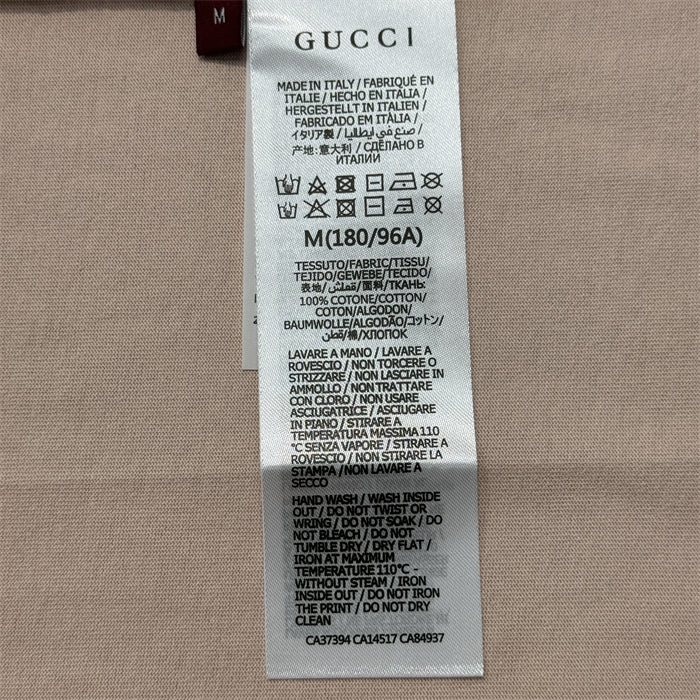 M
GUCCI
MADE IN ITALY / FABRIQUÉ EN
ITALIE / HECHO EN ITALIA /
HERGESTELLT IN ITALIEN /
FABRICADO EM ITÁLIA /
イタリア製 / صنع في ايطاليا /
产地:意大利 / СДЕЛАНО В
ИТАЛИИ
M(180/96A)
TESSUTO/FABRIC/TISSU/
TEJIDO/GEWEBE/TECIDO/
表地/قماش/面料/ТКАНЬ:
100% COTONE/COTTON/
COTON/ALGODÓN/
BAUMWOLLE/ALGODÃO/コットン/
قطن/棉/ХЛОПОК
LAVARE A MANO / LAVARE A
ROVESCIO / NON TORCERE O
STRIZZARE / NON LASCIARE IN
AMMOLLO / NON TRATTARE
CON CLORO / NON USARE
ASCIUGATRICE / ASCIUGARE
IN PIANO / STIRARE A
TEMPERATURA MASSIMA 110
°C SENZA VAPORE / STIRARE A
ROVESCIO / NON STIRARE LA
STAMPA / NON LAVARE A
SECCO
HAND WASH / WASH INSIDE
OUT / DO NOT TWIST OR
WRING / DO NOT SOAK / DO
NOT BLEACH / DO NOT
TUMBLE DRY / DRY FLAT /
IRON AT MAXIMUM
TEMPERATURE 110°C -
WITHOUT STEAM / IRON
INSIDE OUT / DO NOT IRON
THE PRINT / DO NOT DRY
CLEAN
CA37394 CA14517 CA84937